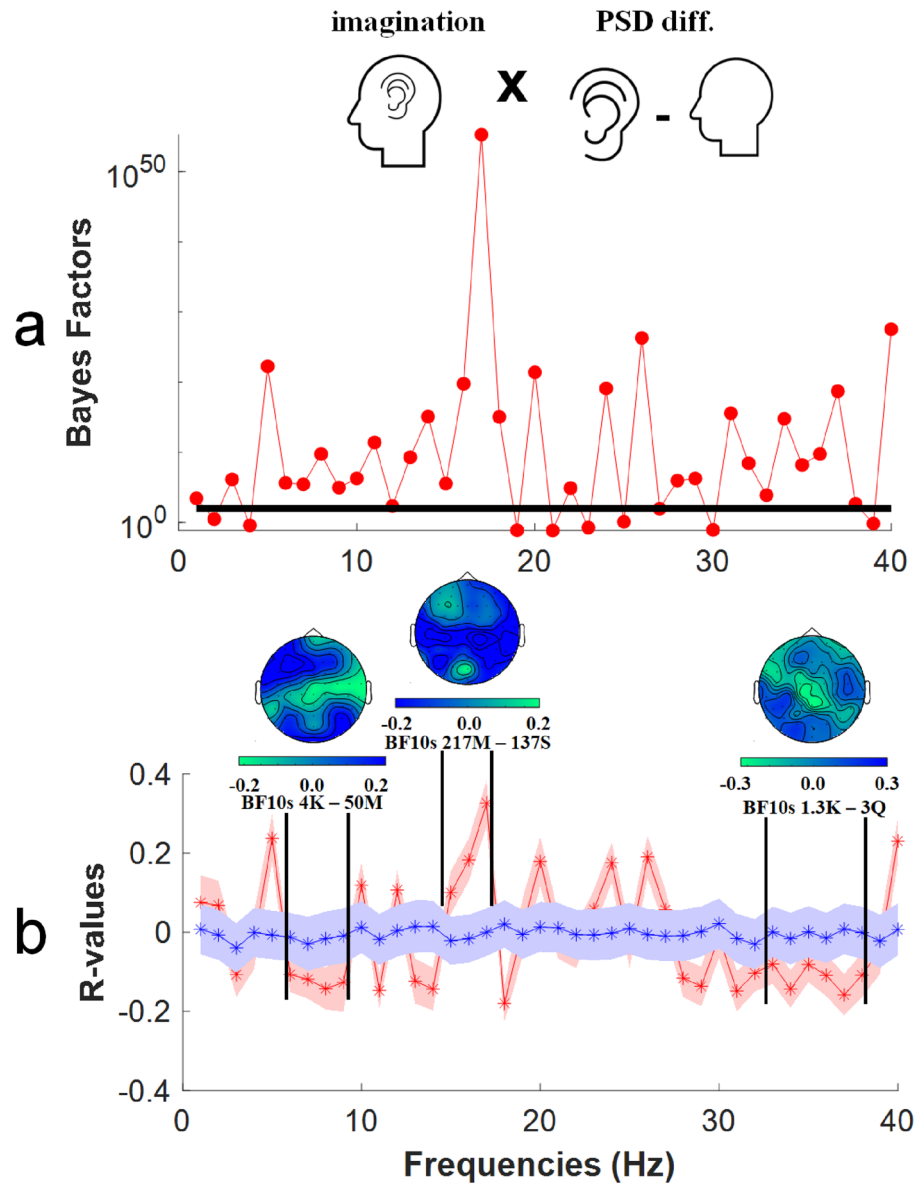 imagination PSD diff.
x -
a
Bayes Factors
10^50
10^0
0 10 20 30 40
-0.2 0.0 0.2
BF10s 217M – 137S
-0.2 0.0 0.2
BF10s 4K – 50M
-0.3 0.0 0.3
BF10s 1.3K – 3Q
b
R-values
0.4
0.2
0
-0.2
-0.4
0 10 20 30 40
Frequencies (Hz)